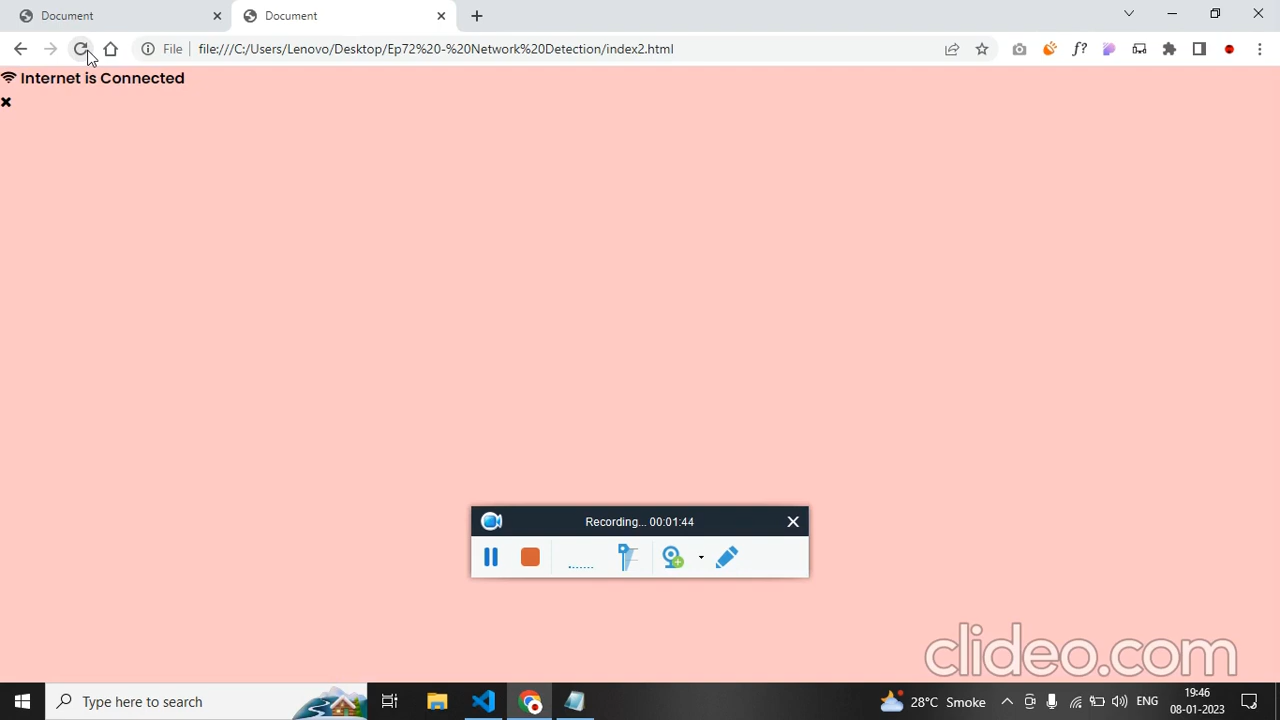 Document
Document
File
file:///C:/Users/Lenovo/Desktop/Ep72%20-%20Network%20Detection/index2.html
f?
Internet is Connected
Recording... 00:01:44
clideo.com
Type here to search
28°C Smoke
ENG
19:46
08-01-2023